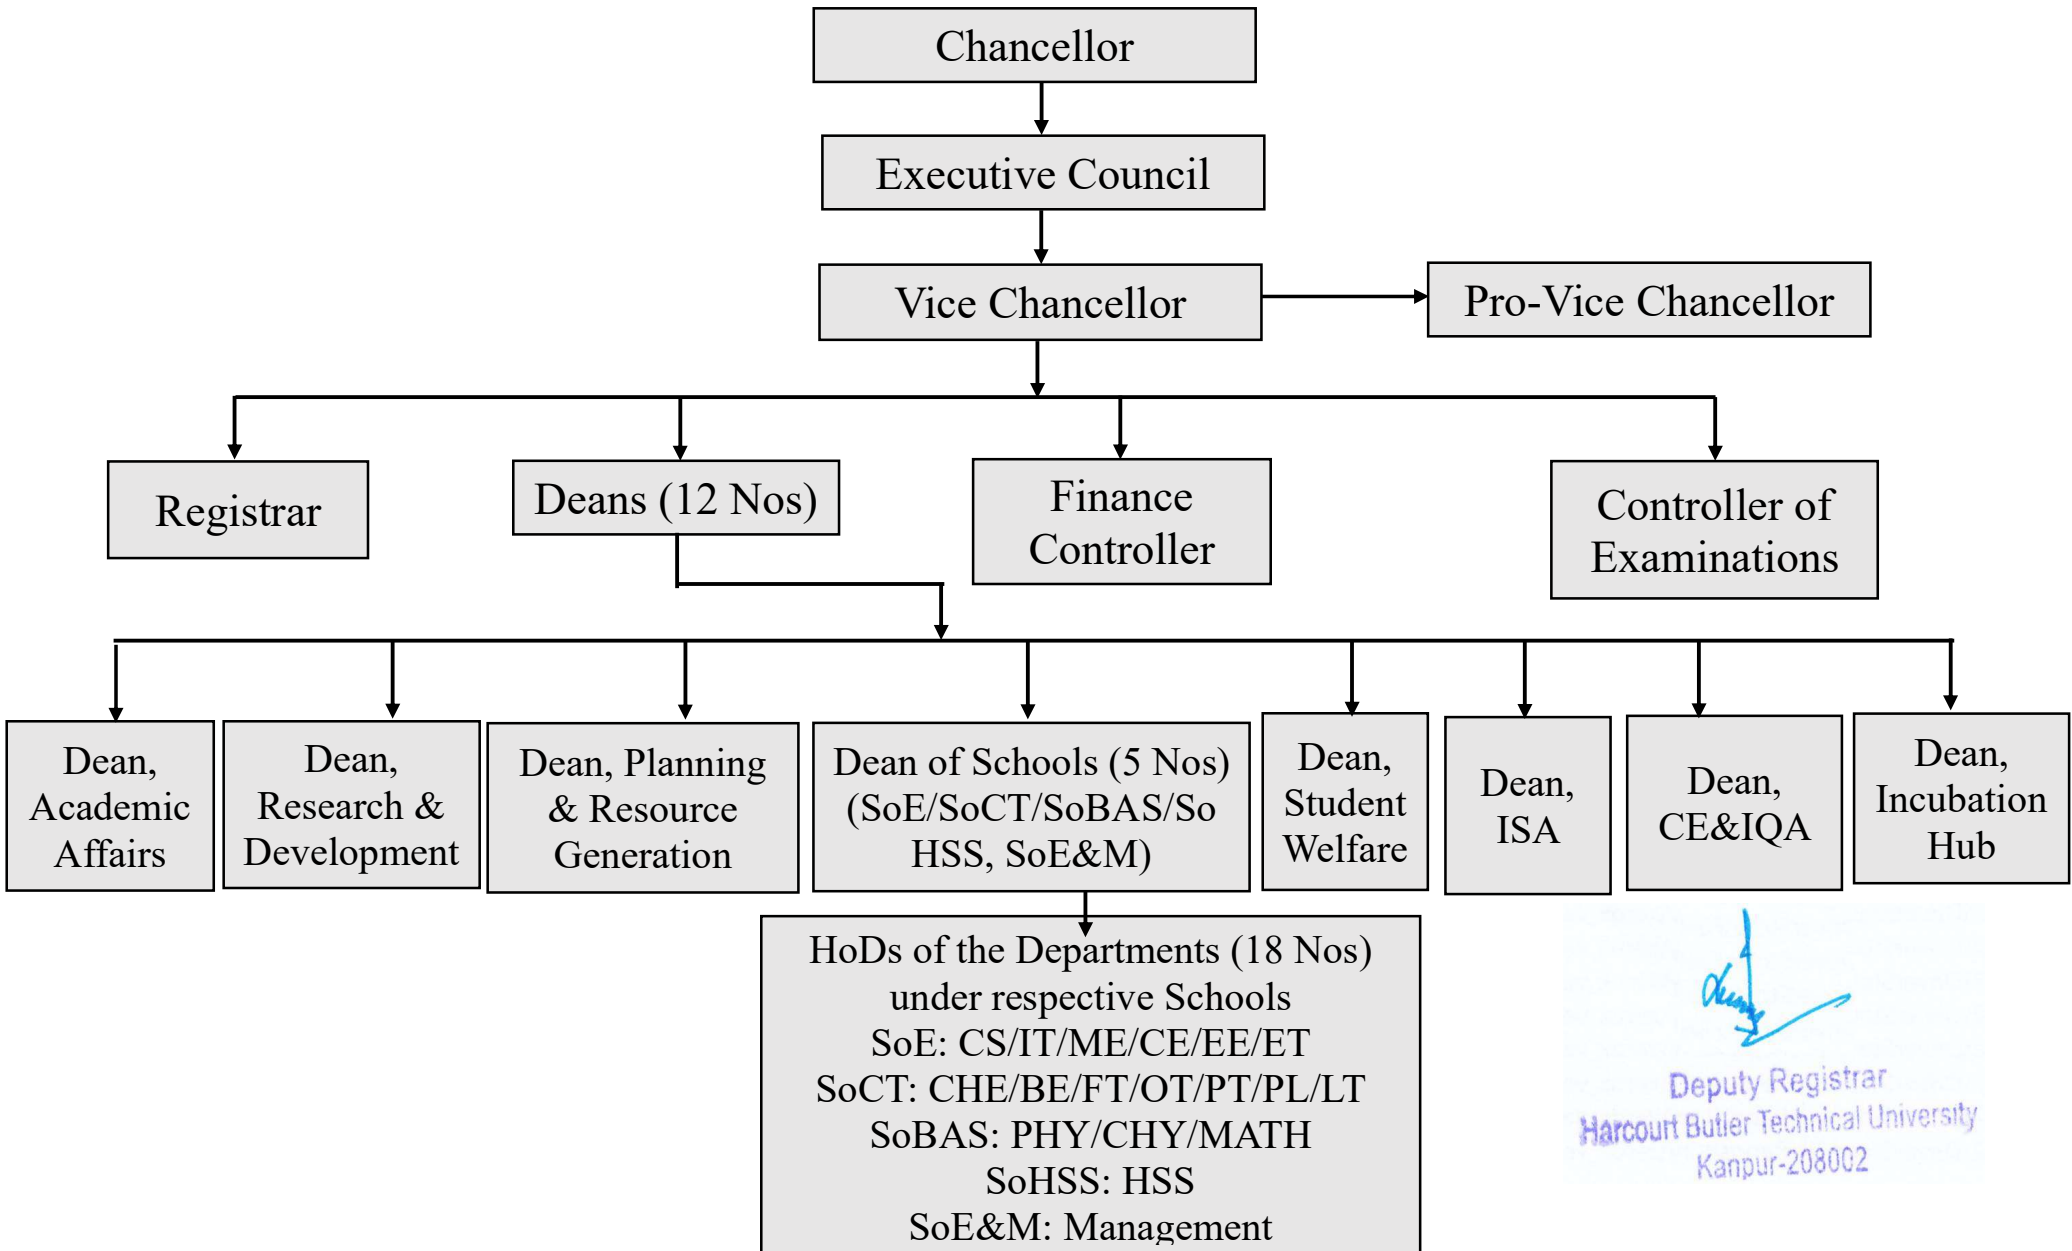 Chancellor
Executive Council
Vice Chancellor
Pro-Vice Chancellor
Registrar
Deans (12 Nos)
Finance
Controller
Controller of
Examinations
Dean,
Academic
Affairs
Dean,
Research &
Development
Dean, Planning
& Resource
Generation
Dean of Schools (5 Nos)
(SoE/SoCT/SoBAS/So
HSS, SoE&M)
Dean,
Student
Welfare
Dean,
ISA
Dean,
CE&IQA
Dean,
Incubation
Hub
HoDs of the Departments (18 Nos)
under respective Schools
SoE: CS/IT/ME/CE/EE/ET
SoCT: CHE/BE/FT/OT/PT/PL/LT
SoBAS: PHY/CHY/MATH
SoHSS: HSS
SoE&M: Management
Deputy Registrar
Harcourt Butler Technical University
Kanpur-208002